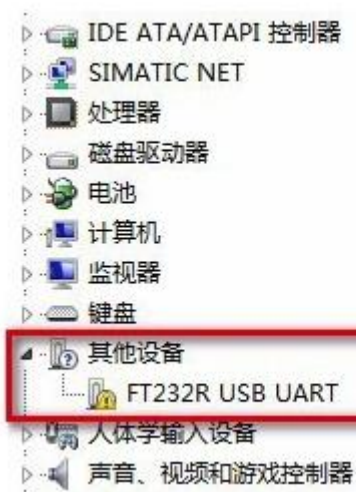 IDE ATA/ATAPI 控制器
SIMATIC NET
处理器
磁盘驱动器
电池
计算机
监视器
键盘
其他设备
FT232R USB UART
人体学输入设备
声音、视频和游戏控制器